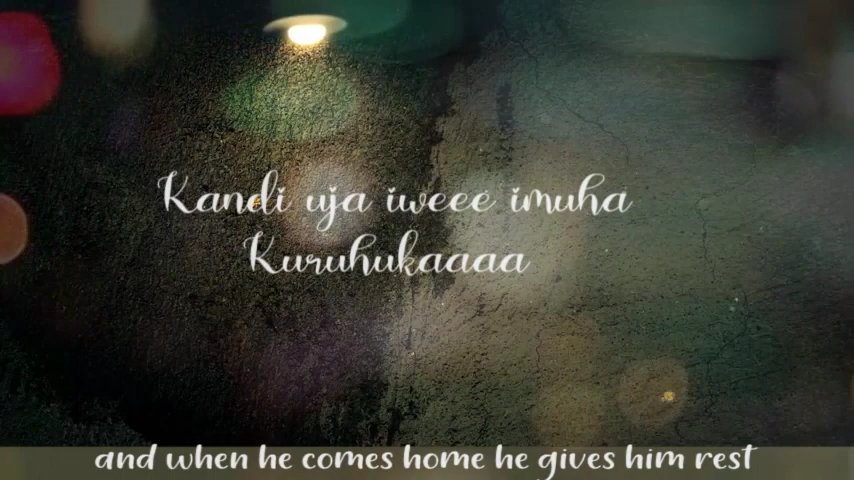 Kandi uja iweee imuha
Kuruhukaaaa
and when he comes home he gives him rest